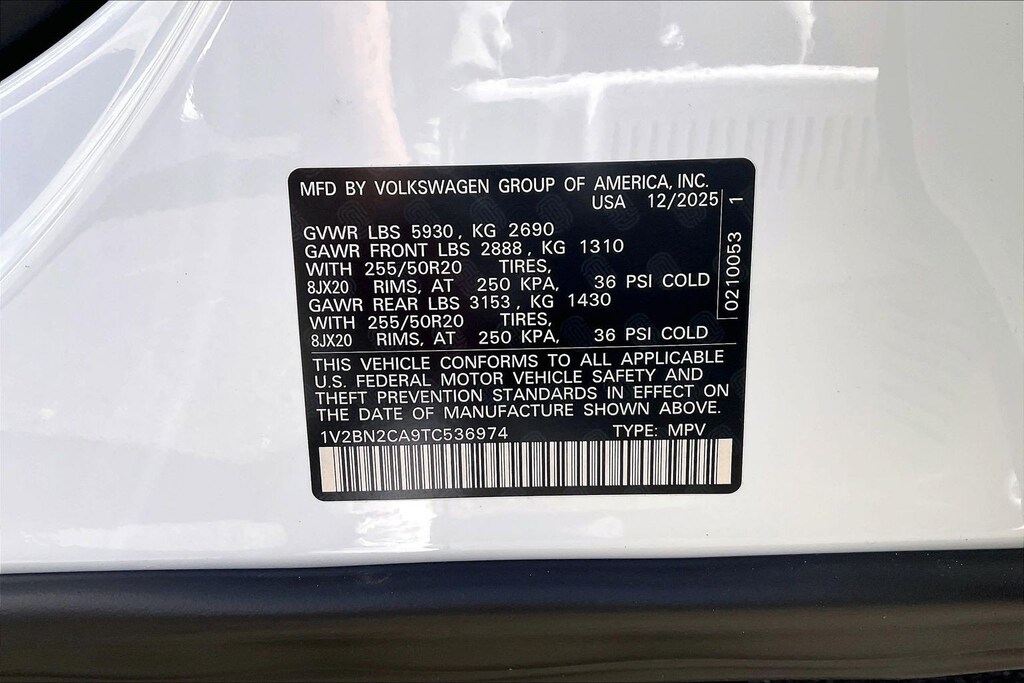 MFD BY VOLKSWAGEN GROUP OF AMERICA, INC.
USA 12/2025
GVWR LBS 5930, KG 2690
GAWR FRONT LBS 2888, KG 1310
WITH 255/50R20 TIRES,
8JX20 RIMS, AT 250 KPA, 36 PSI COLD
GAWR REAR LBS 3153, KG 1430
WITH 255/50R20 TIRES,
8JX20 RIMS, AT 250 KPA, 36 PSI COLD
THIS VEHICLE CONFORMS TO ALL APPLICABLE
U.S. FEDERAL MOTOR VEHICLE SAFETY AND
THEFT PREVENTION STANDARDS IN EFFECT ON
THE DATE OF MANUFACTURE SHOWN ABOVE.
1V2BN2CA9TC536974 TYPE: MPV
0210053 1